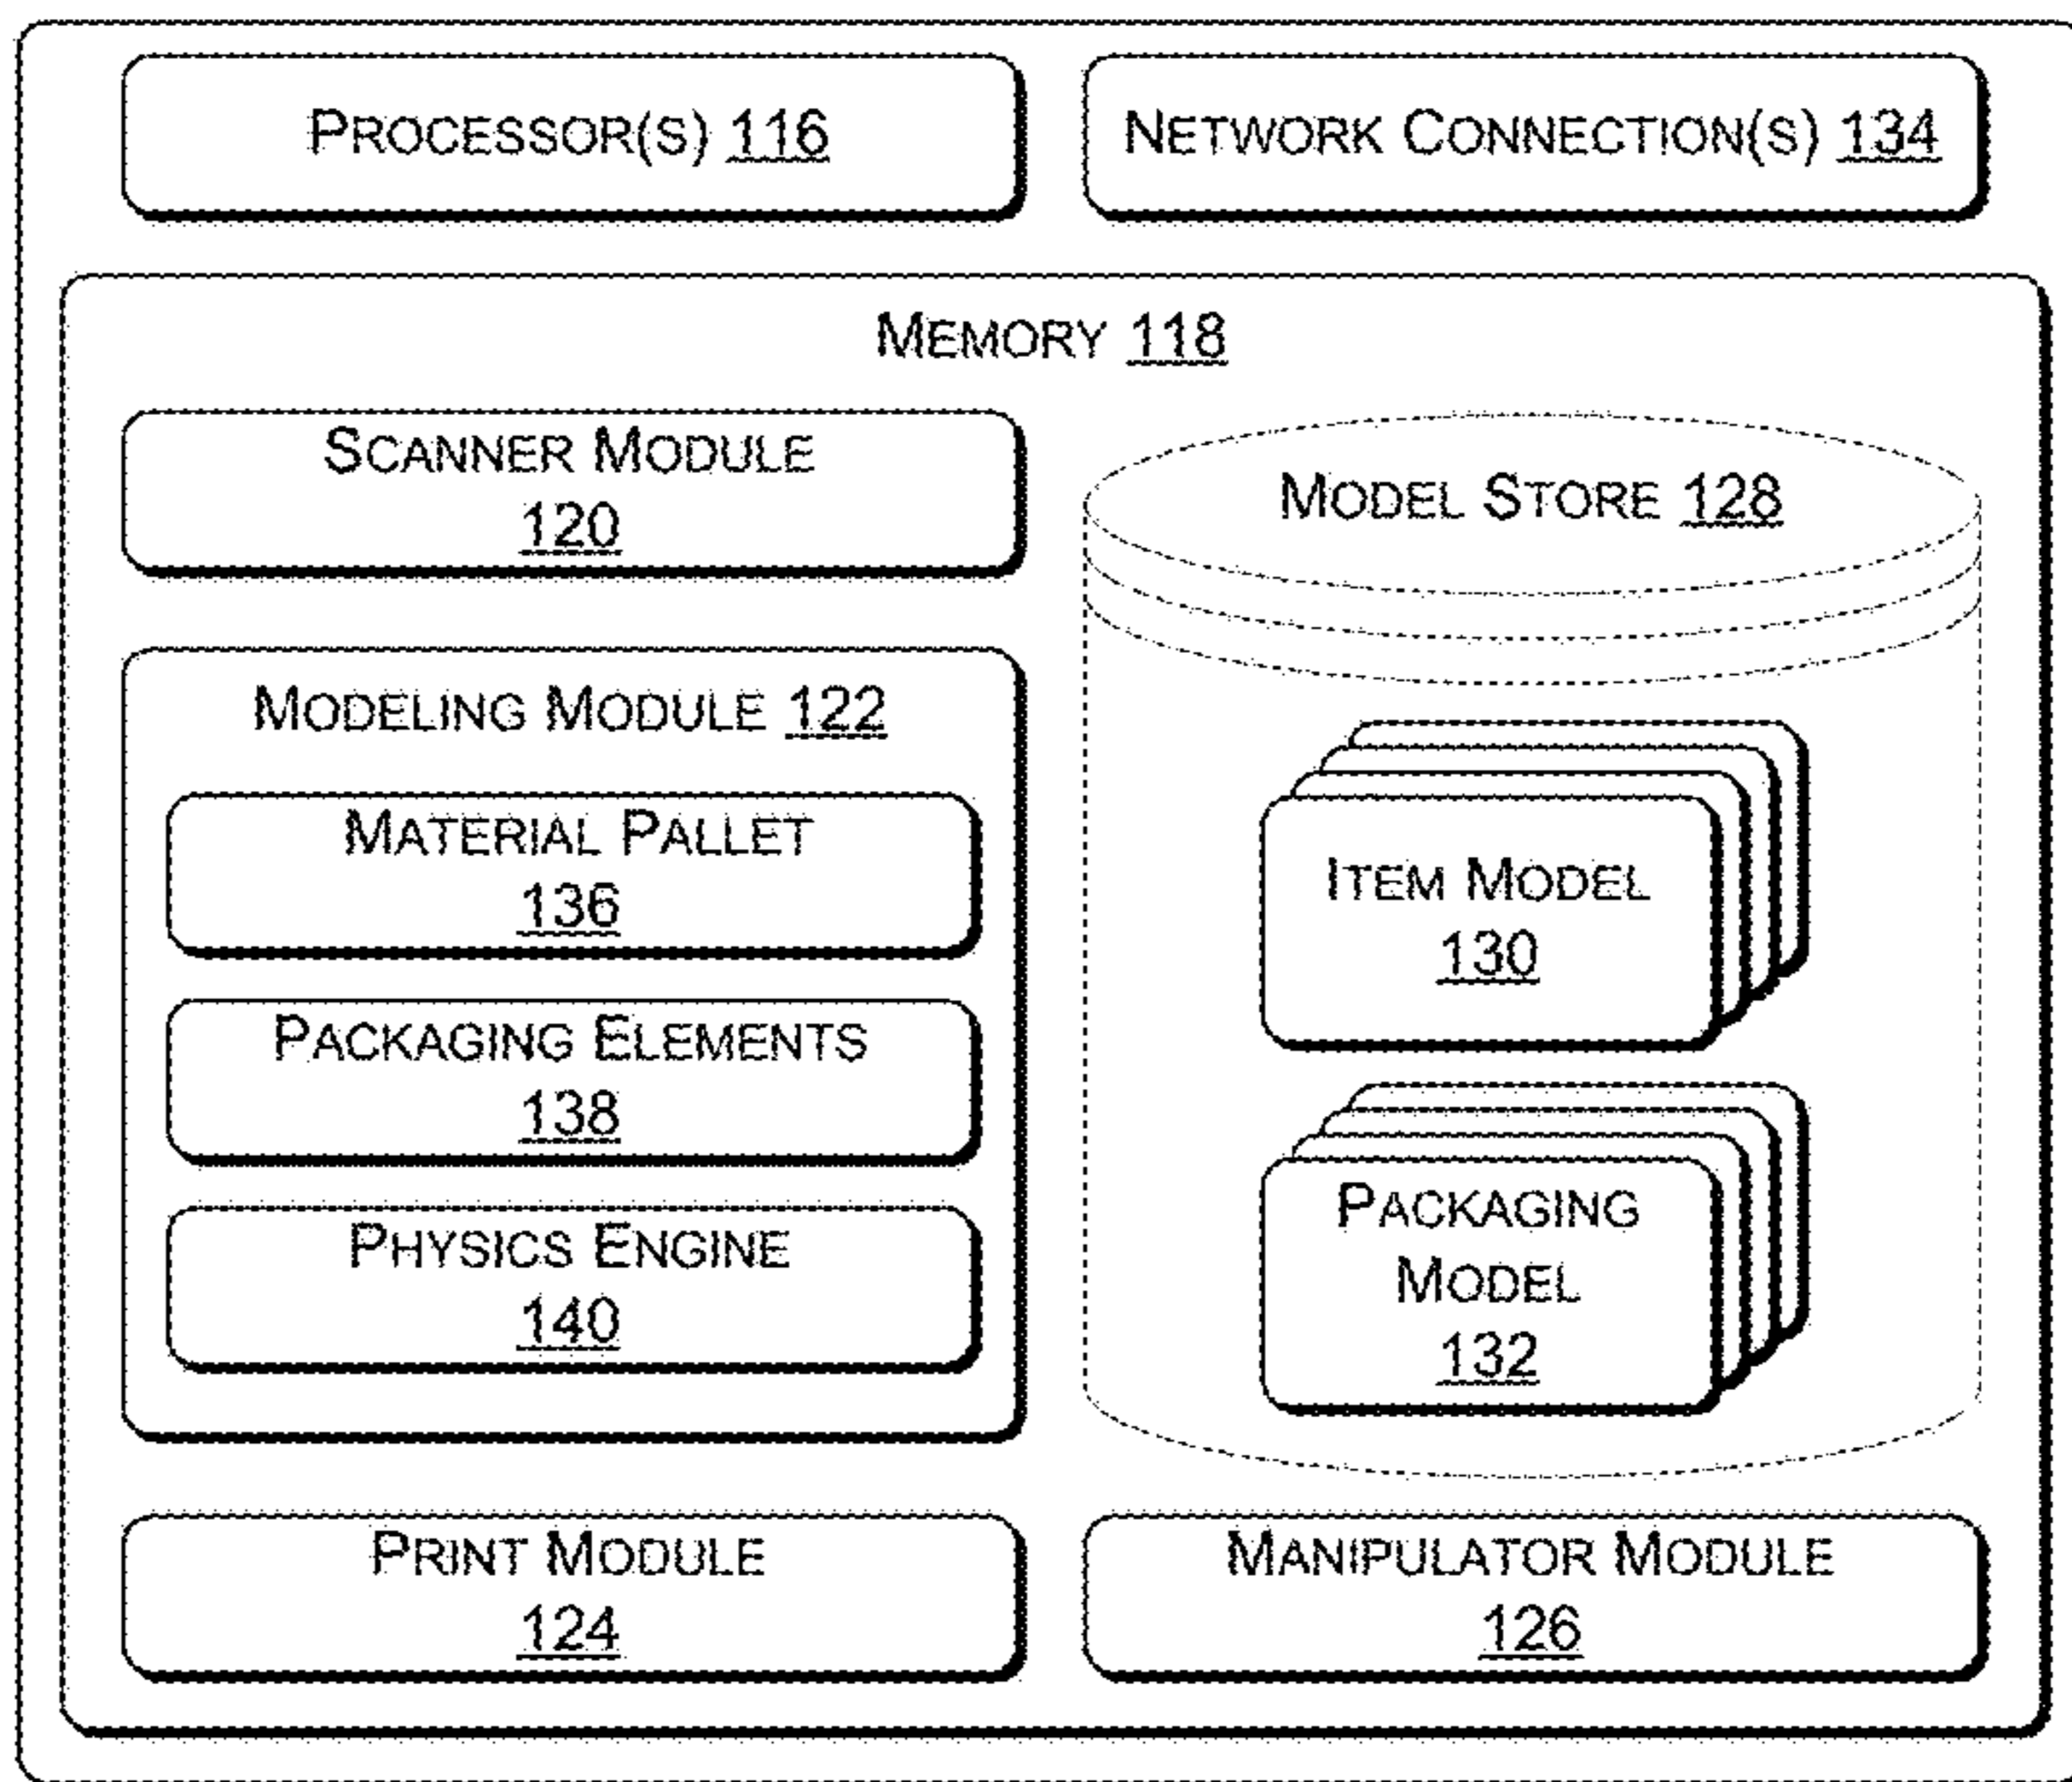 PROCESSOR(S) 116
NETWORK CONNECTION(S) 134
MEMORY 118
SCANNER MODULE
120
MODELING MODULE 122
MATERIAL PALLET
136
PACKAGING ELEMENTS
138
PHYSICS ENGINE
140
MODEL STORE 128
ITEM MODEL
130
PACKAGING
MODEL
132
PRINT MODULE
124
MANIPULATOR MODULE
126